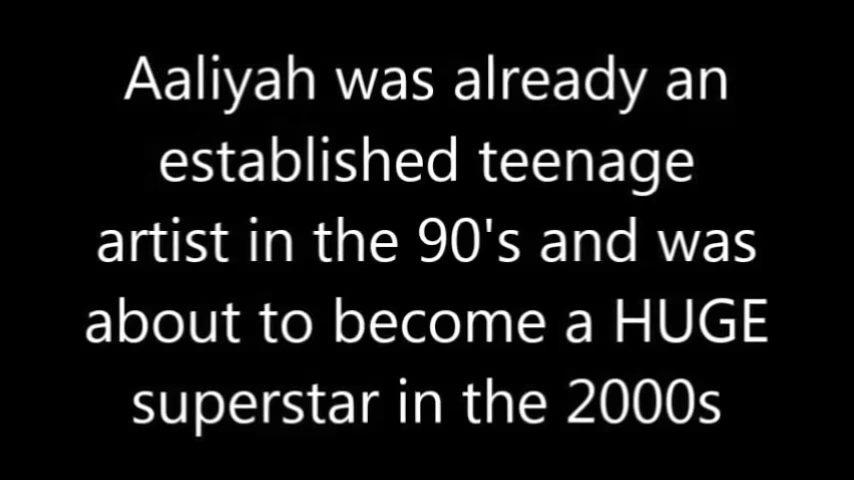 Aaliyah was already an
established teenage
artist in the 90's and was
about to become a HUGE
superstar in the 2000s